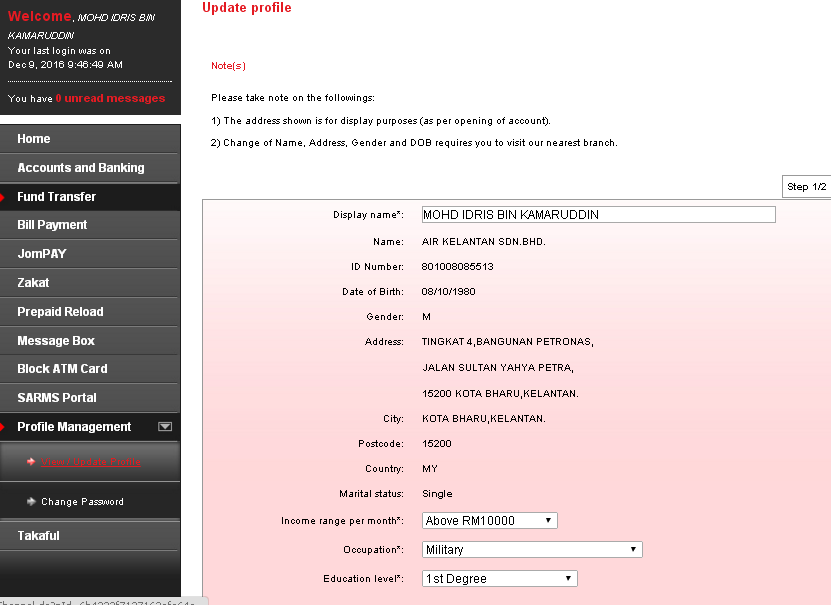 Welcome, MOHD IDRIS BIN
KAMARUDDIN
Your last login was on
Dec 9, 2016 9:46:49 AM
You have 0 unread messages
Home
Accounts and Banking
Fund Transfer
Bill Payment
JomPAY
Zakat
Prepaid Reload
Message Box
Block ATM Card
SARMS Portal
Profile Management
View / Update Profile
Change Password
Takaful
Update profile
Note(s)
Please take note on the followings:
1) The address shown is for display purposes (as per opening of account).
2) Change of Name, Address, Gender and DOB requires you to visit our nearest branch.
Step 1/2
Display name*: MOHD IDRIS BIN KAMARUDDIN
Name: AIR KELANTAN SDN.BHD.
ID Number: 801008085513
Date of Birth: 08/10/1980
Gender: M
Address: TINGKAT 4,BANGUNAN PETRONAS,
JALAN SULTAN YAHYA PETRA,
15200 KOTA BHARU,KELANTAN.
City: KOTA BHARU,KELANTAN.
Postcode: 15200
Country: MY
Marital status: Single
Income range per month*: Above RM10000
Occupation*: Military
Education level*: 1st Degree